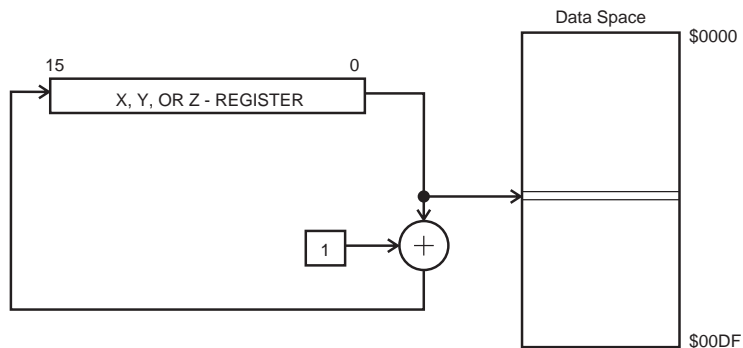 Data Space
$0000
15 0
X, Y, OR Z - REGISTER
1
+
$00DF